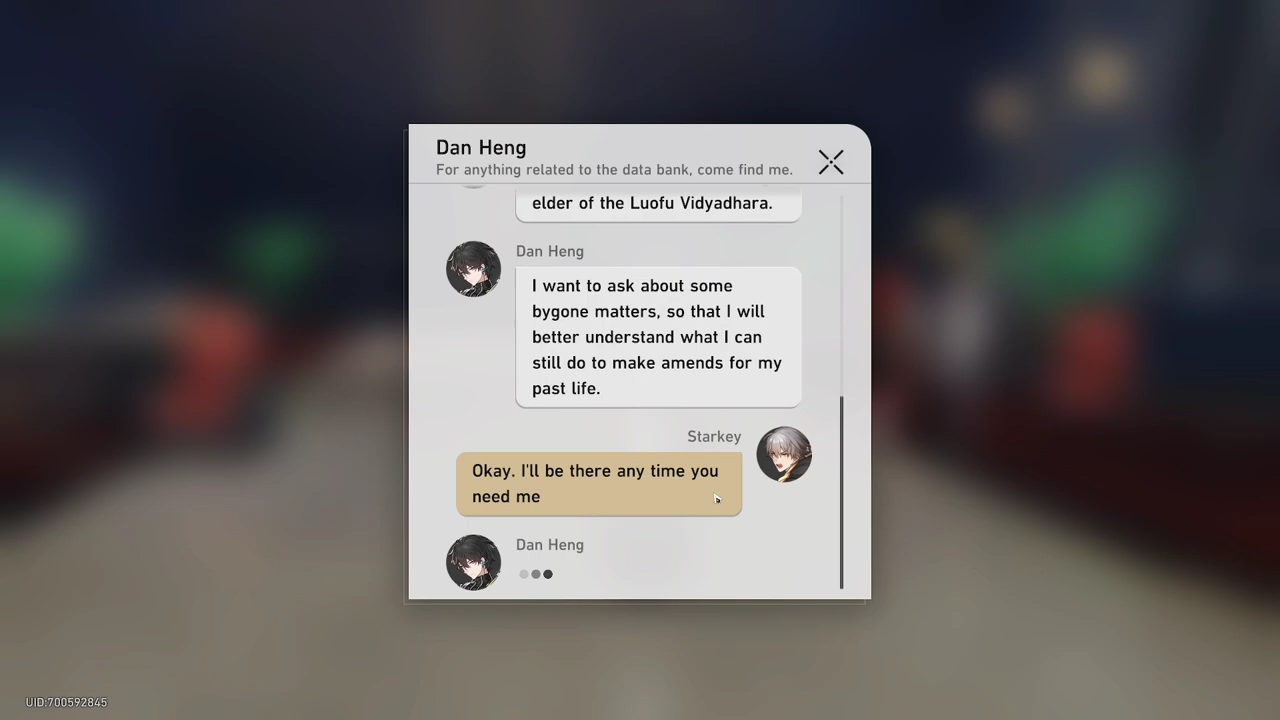 Dan Heng
For anything related to the data bank, come find me.
elder of the Luofu Vidyadhara.
Dan Heng
I want to ask about some
bygone matters, so that I will
better understand what I can
still do to make amends for my
past life.
Starkey
Okay. I'll be there any time you
need me
Dan Heng
UID:700592845